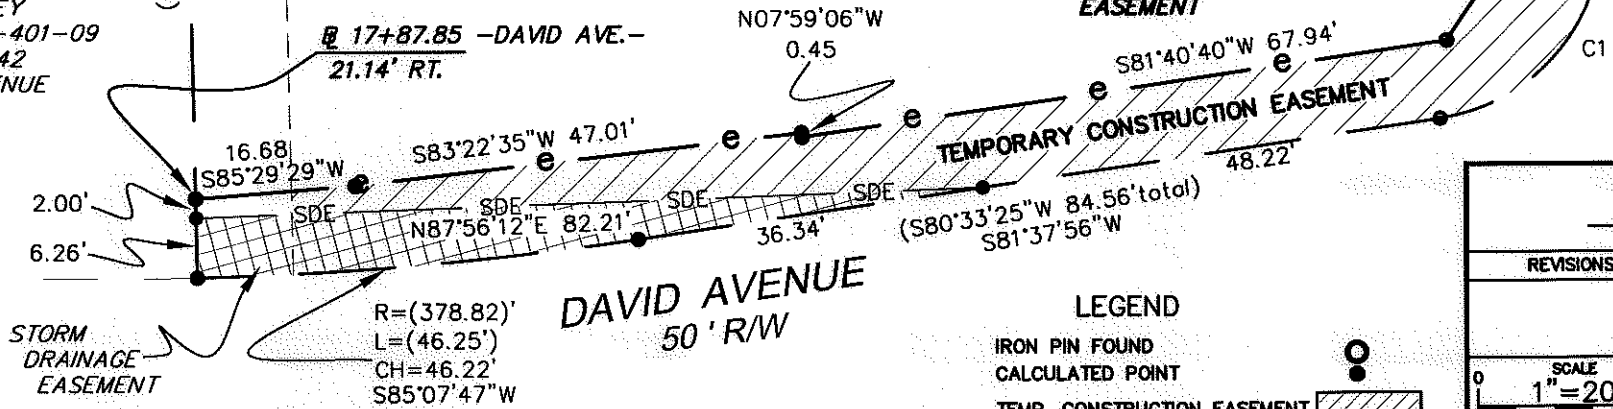 EY
-401-09
42
ENUE
℄ 17+87.85 -DAVID AVE.-
21.14' RT.
N07°59'06"W
0.45
EASEMENT
S81°40'40"W 67.94'
C1
e
e
e
e
e
TEMPORARY CONSTRUCTION EASEMENT
16.68
S85°29'29"W
S83°22'35"W 47.01'
2.00'
6.26'
SDE
SDE
SDE
SDE
N87°56'12"E 82.21'
36.34'
48.22'
(S80°33'25"W 84.56'total)
S81°37'56"W
DAVID AVENUE
50 ' R/W
STORM
DRAINAGE
EASEMENT
R=(378.82)'
L=(46.25')
CH=46.22'
S85°07'47"W
LEGEND
IRON PIN FOUND
CALCULATED POINT
TEMP. CONSTRUCTION EASEMENT
REVISIONS
SCALE
0
1"=20